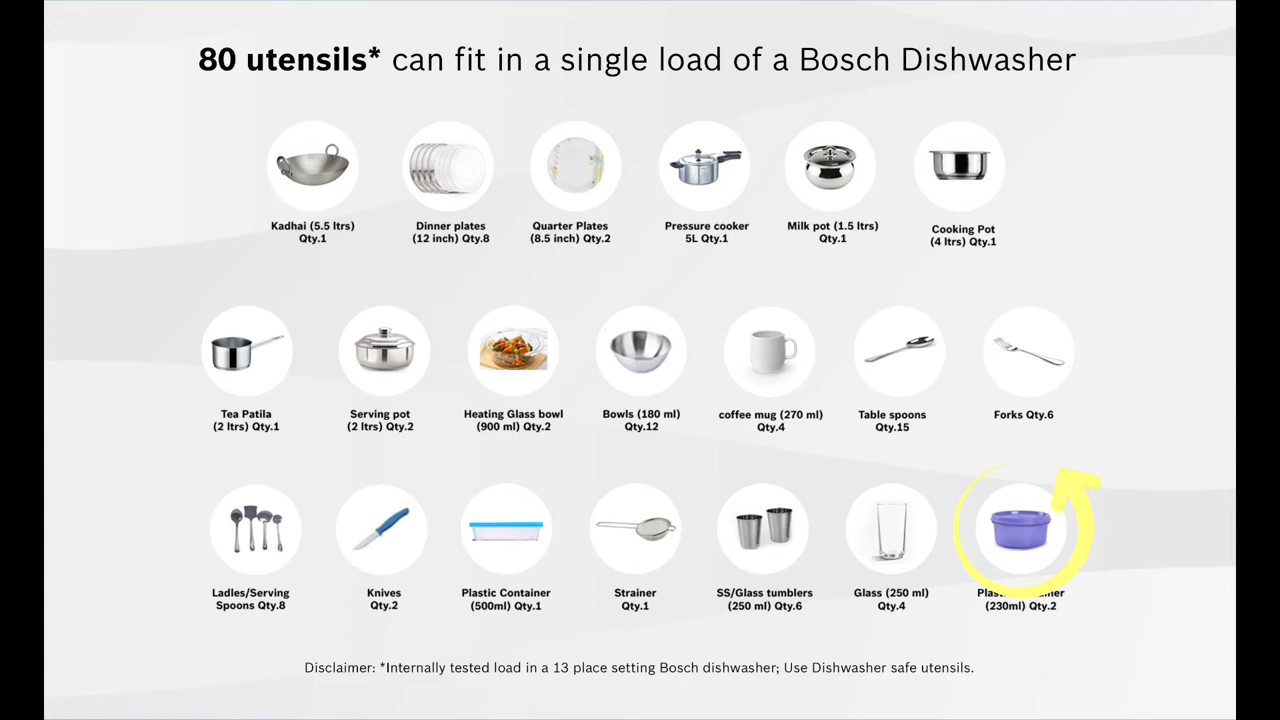 80 utensils* can fit in a single load of a Bosch Dishwasher
Kadhai (5.5 ltrs)
Qty.1
Dinner plates
(12 inch) Qty.8
Quarter Plates
(8.5 inch) Qty.2
Pressure cooker
5L Qty.1
Milk pot (1.5 ltrs)
Qty.1
Cooking Pot
(4 ltrs) Qty.1
Tea Patila
(2 ltrs) Qty.1
Serving pot
(2 ltrs) Qty.2
Heating Glass bowl
(900 ml) Qty.2
Bowls (180 ml)
Qty.12
coffee mug (270 ml)
Qty.4
Table spoons
Qty.15
Forks Qty.6
Ladles/Serving
Spoons Qty.8
Knives
Qty.2
Plastic Container
(500ml) Qty.1
Strainer
Qty.1
SS/Glass tumblers
(250 ml) Qty.6
Glass (250 ml)
Qty.4
(230ml) Qty.2
Disclaimer: *Internally tested load in a 13 place setting Bosch dishwasher; Use Dishwasher safe utensils.